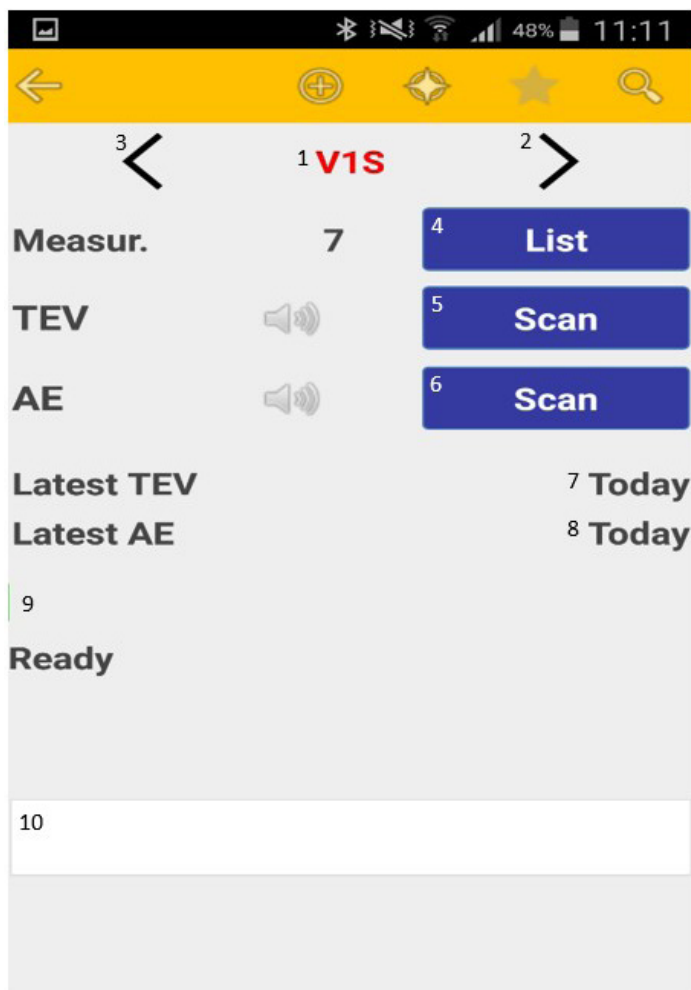 48% 11:11
3 1 V1S 2
Measur. 7 4 List
TEV 5 Scan
AE 6 Scan
Latest TEV 7 Today
Latest AE 8 Today
9
Ready
10